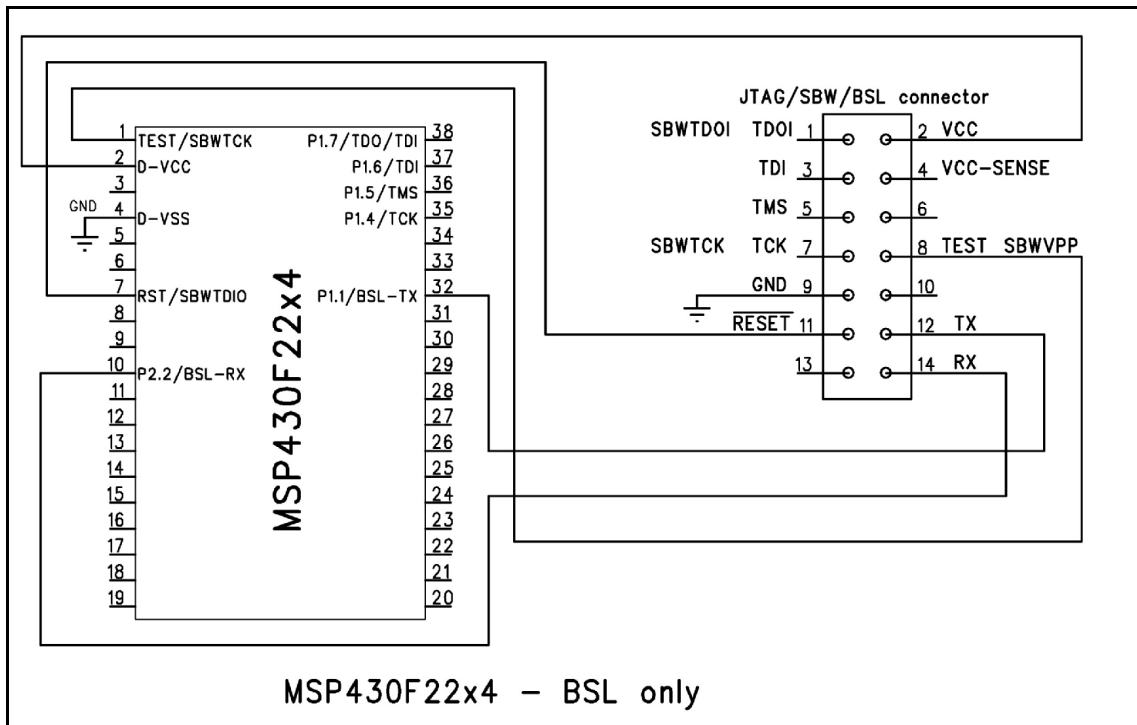 JTAG/SBW/BSL connector
SBWTDOI TDOI 1 2 VCC
TDI 3 4 VCC-SENSE
TMS 5 6
SBWTCK TCK 7 8 TEST SBWVPP
GND 9 10
RESET 11 12 TX
13 14 RX
1 TEST/SBWTCK P1.7/TDO/TDI 38
2 D-VCC P1.6/TDI 37
3 P1.5/TMS 36
GND 4 D-VSS P1.4/TCK 35
5 34
6 33
7 RST/SBWTDIO P1.1/BSL-TX 32
8 31
9 30
10 P2.2/BSL-RX 29
11 28
12 27
13 26
14 25
15 24
16 23
17 22
18 21
19 20
MSP430F22x4
MSP430F22x4 - BSL only